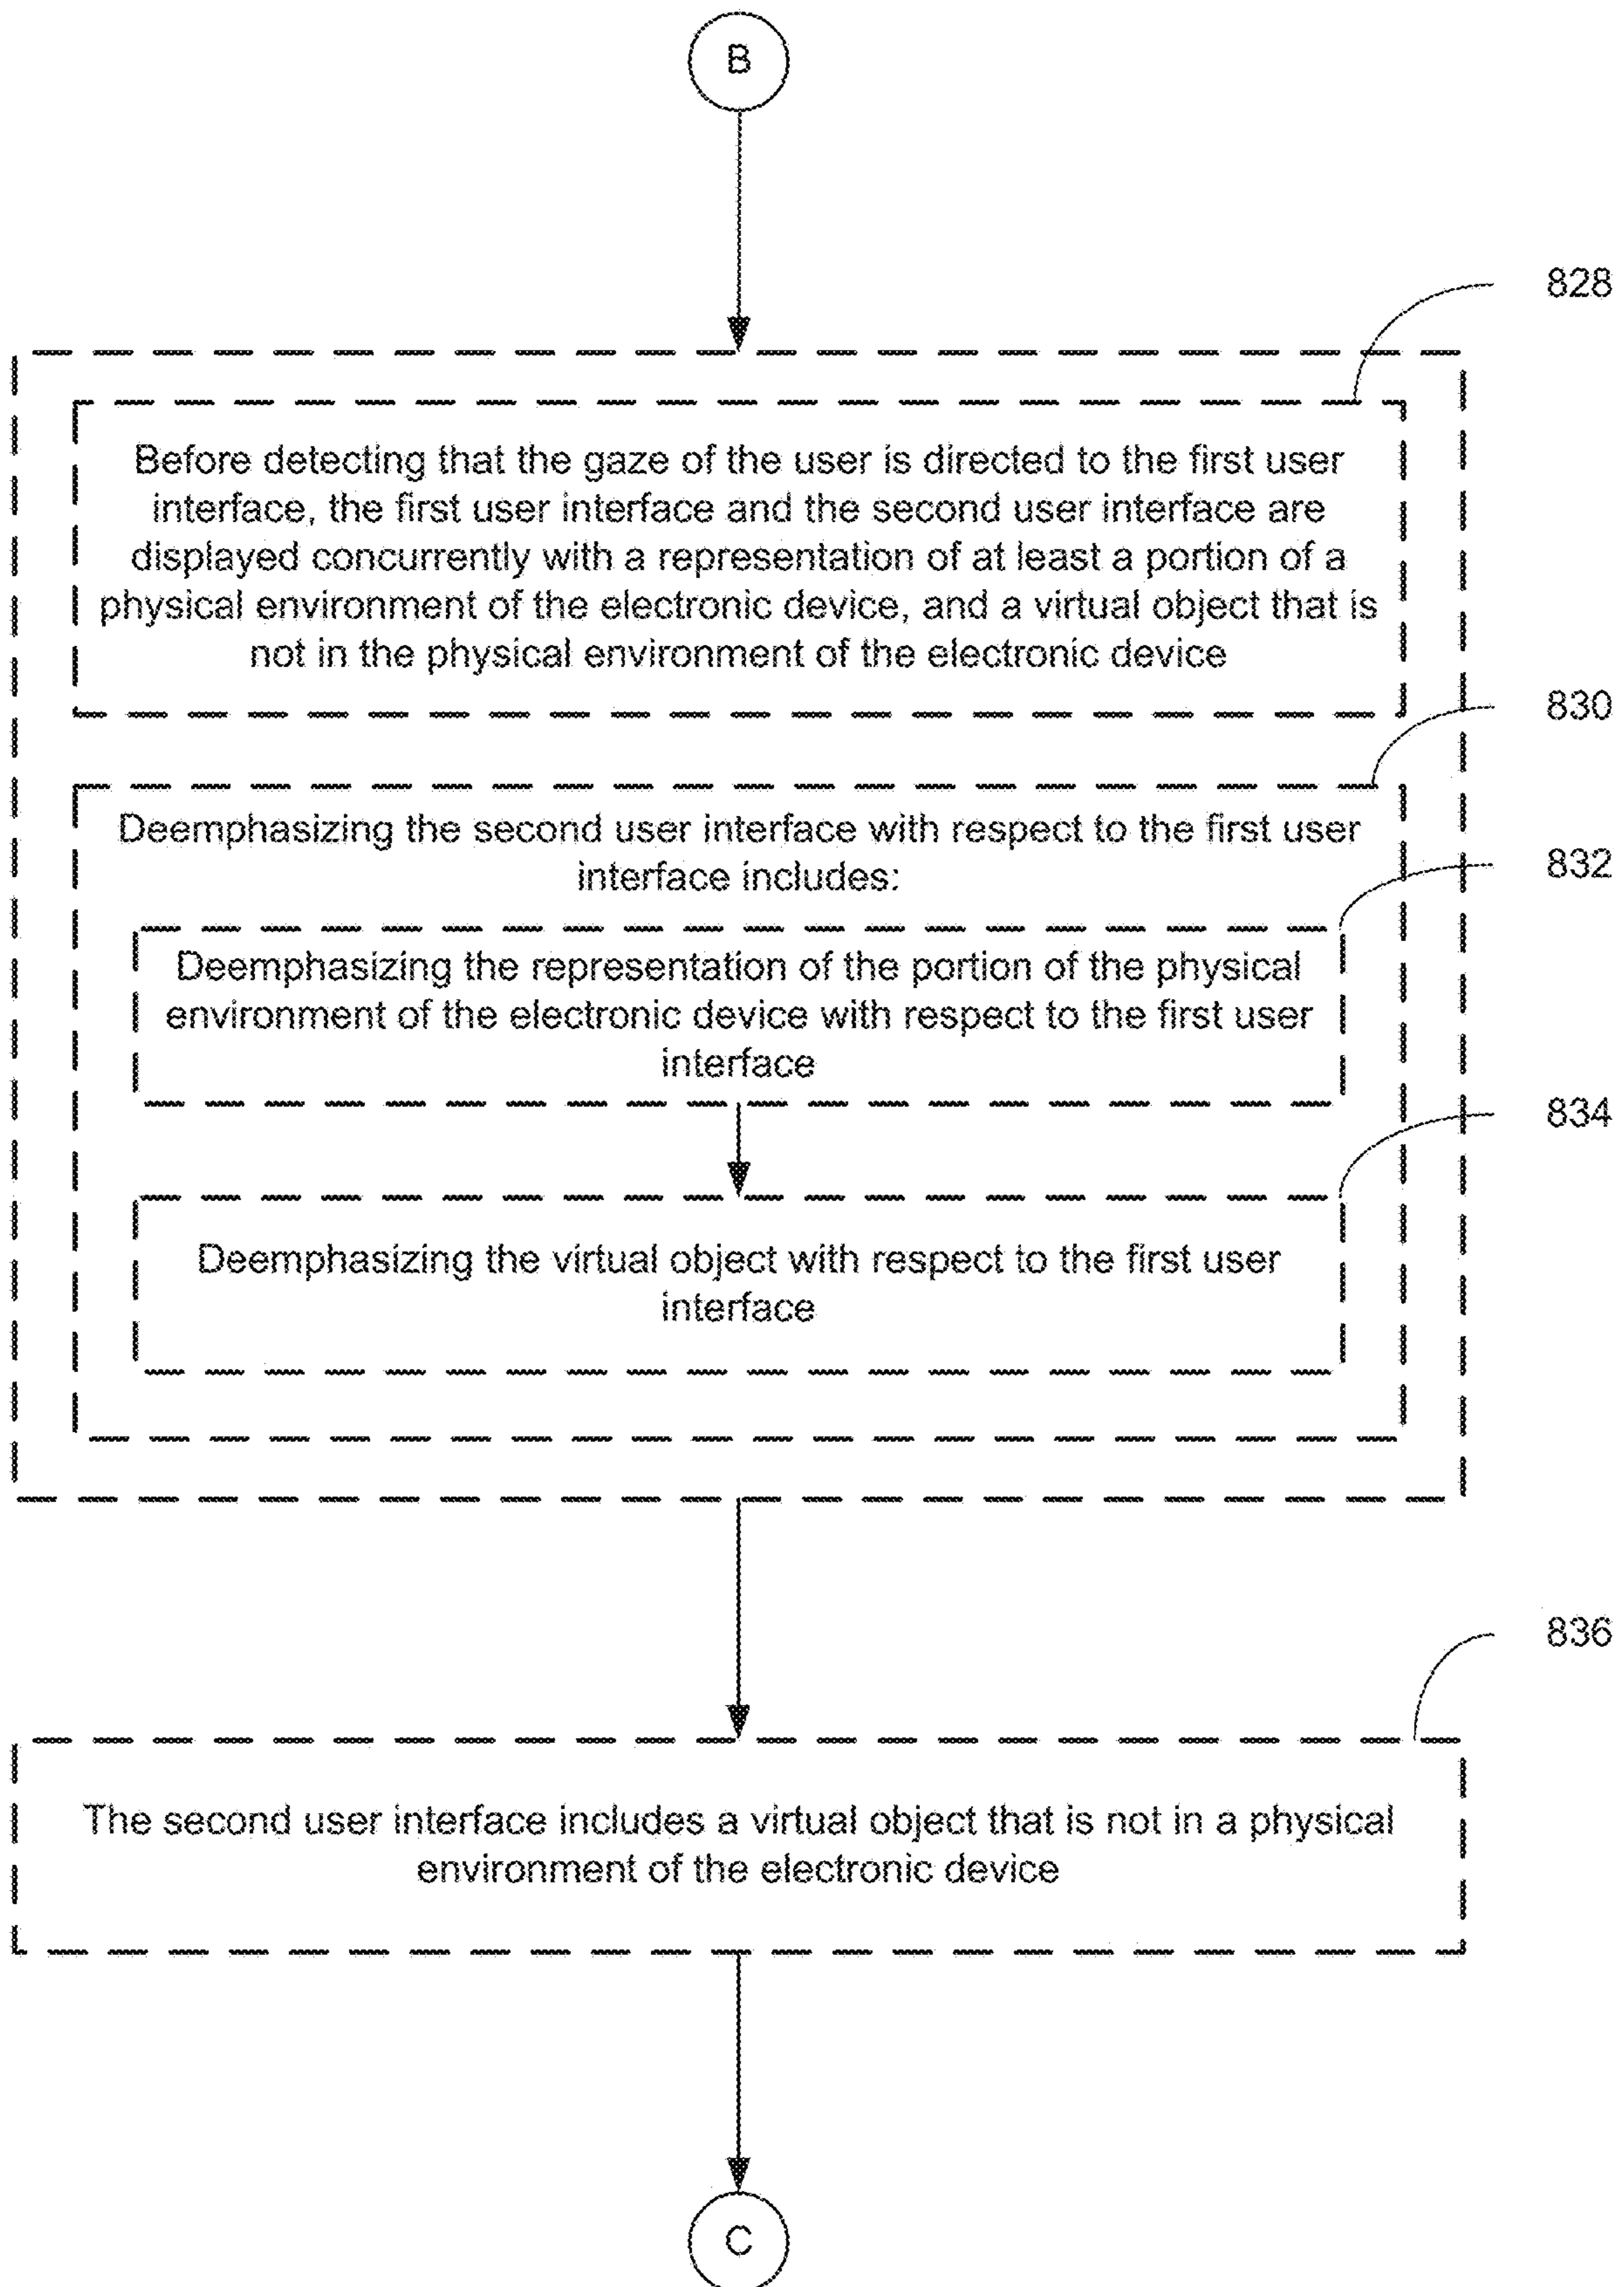 B
828
Before detecting that the gaze of the user is directed to the first user
interface, the first user interface and the second user interface are
displayed concurrently with a representation of at least a portion of a
physical environment of the electronic device, and a virtual object that is
not in the physical environment of the electronic device
830
Deemphasizing the second user interface with respect to the first user
interface includes:
832
Deemphasizing the representation of the portion of the physical
environment of the electronic device with respect to the first user
interface
834
Deemphasizing the virtual object with respect to the first user
interface
836
The second user interface includes a virtual object that is not in a physical
environment of the electronic device
C